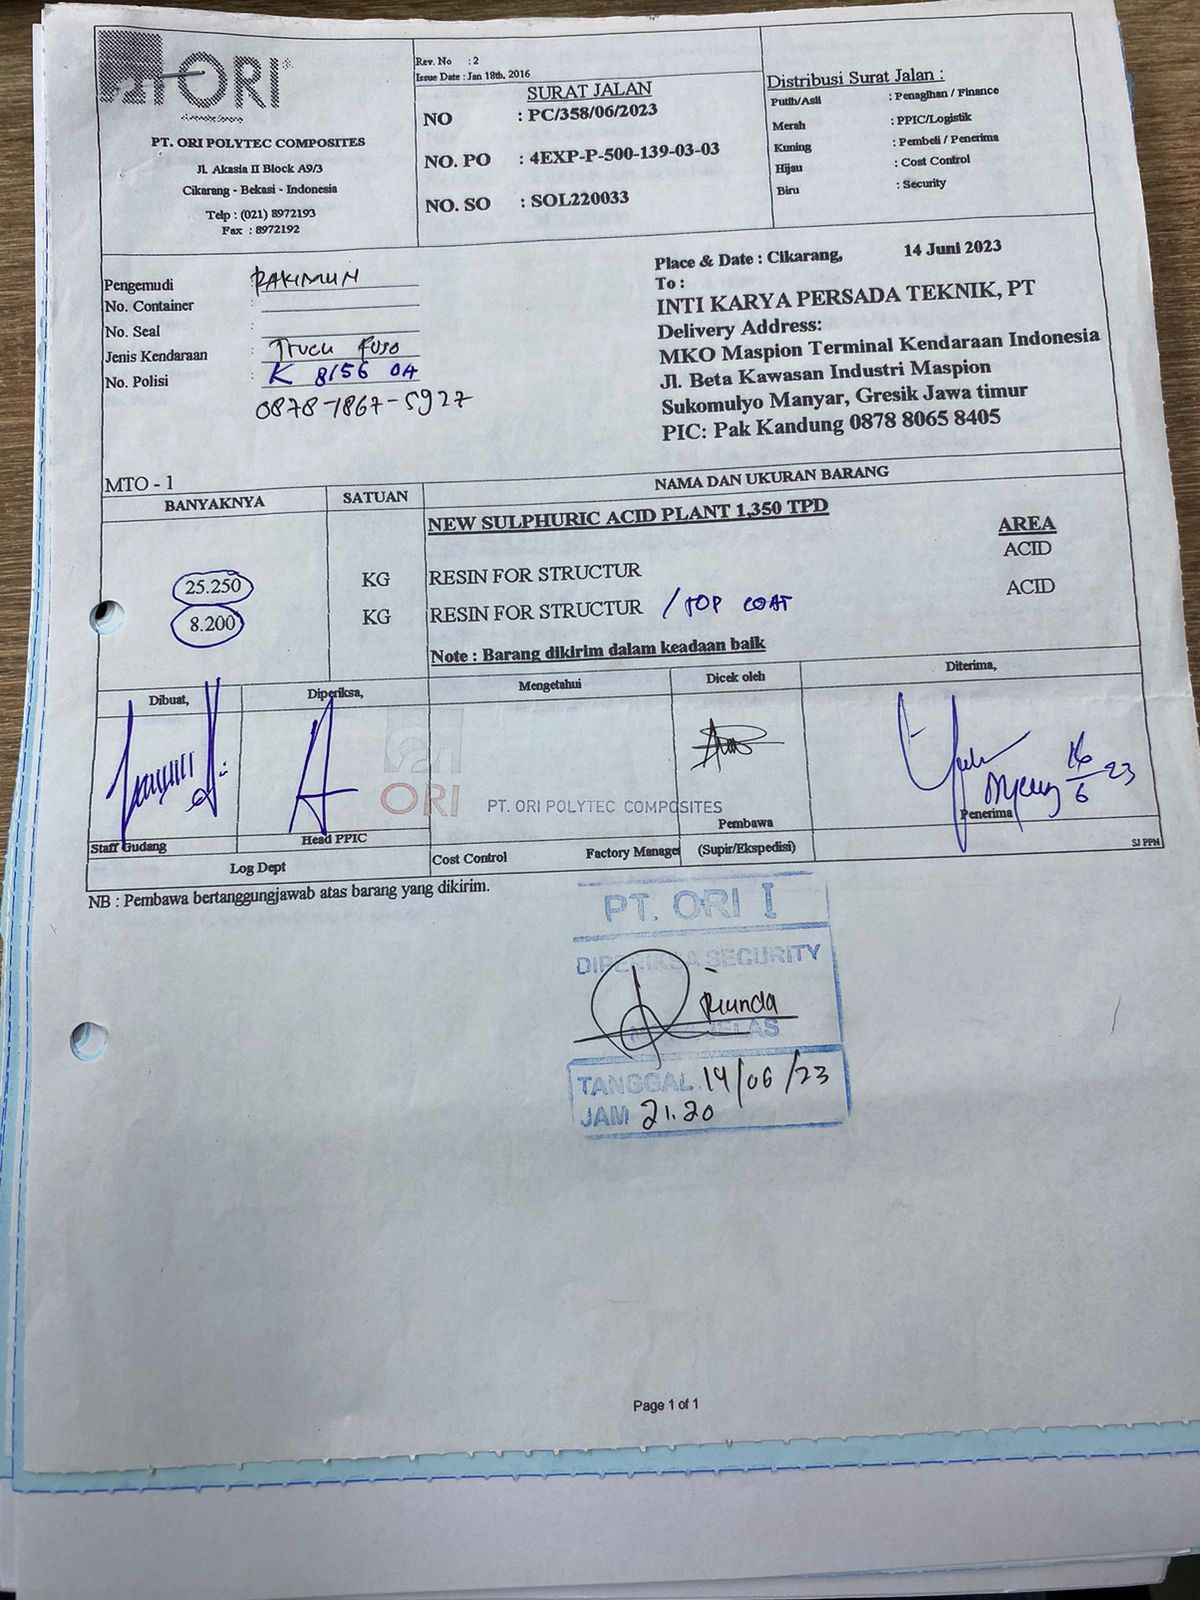 ORI
PT. ORI POLYTEC COMPOSITES
Jl. Akasia II Block A9/3
Cikarang - Bekasi - Indonesia
Telp : (021) 8972193
Fax : 8972192
Rev. No : 2
Issue Date : Jan 18th, 2016
SURAT JALAN
NO : PC/358/06/2023
NO. PO : 4EXP-P-500-139-03-03
NO. SO : SOL220033
Distribusi Surat Jalan :
Putih/Asli : Penagihan / Finance
Merah : PPIC/Logistik
Kuning : Pembeli / Penerima
Hijau : Cost Control
Biru : Security
Pengemudi : RAKIMUN
No. Container :
No. Seal :
Jenis Kendaraan : Truck Fuso
No. Polisi : K 8156 OA
0878-1867-5927
Place & Date : Cikarang, 14 Juni 2023
To :
INTI KARYA PERSADA TEKNIK, PT
Delivery Address:
MKO Maspion Terminal Kendaraan Indonesia
Jl. Beta Kawasan Industri Maspion
Sukomulyo Manyar, Gresik Jawa timur
PIC: Pak Kandung 0878 8065 8405
MTO - 1
BANYAKNYA SATUAN NAMA DAN UKURAN BARANG
NEW SULPHURIC ACID PLANT 1,350 TPD AREA
25.250 KG RESIN FOR STRUCTUR ACID
8.200 KG RESIN FOR STRUCTUR / TOP COAT ACID
Note : Barang dikirim dalam keadaan baik
Dibuat, Diperiksa, Mengetahui Dicek oleh Diterima,
ORI PT. ORI POLYTEC COMPOSITES
16/6-23
Staff Gudang Head PPIC Pembawa Penerima
Log Dept Cost Control Factory Manager (Supir/Ekspedisi) SJ PPN
NB : Pembawa bertanggungjawab atas barang yang dikirim.
PT. ORI I
DIPERIKSA SECURITY
TANGGAL 14/06/23
JAM 21.20
Page 1 of 1